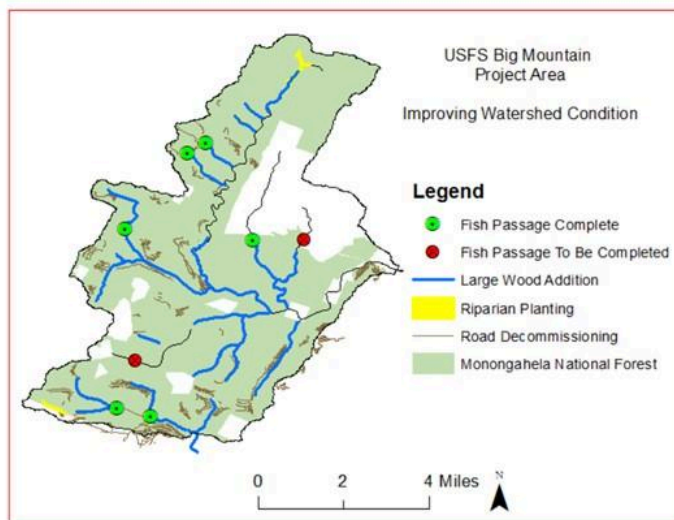 USFS Big Mountain
Project Area
Improving Watershed Condition
Legend
Fish Passage Complete
Fish Passage To Be Completed
Large Wood Addition
Riparian Planting
Road Decommissioning
Monongahela National Forest
0 2 4 Miles
N